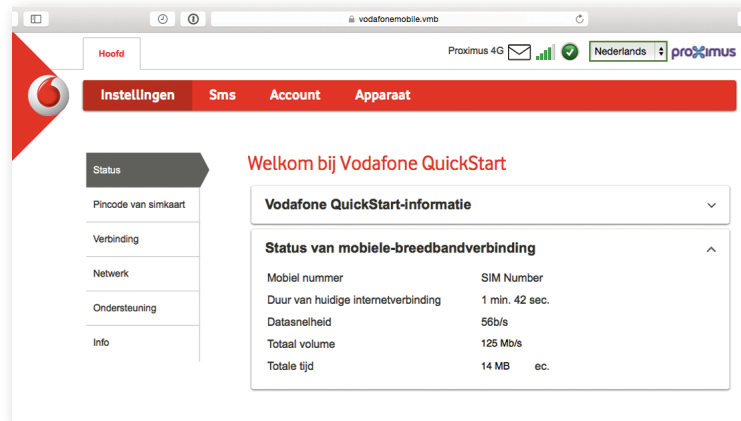 vodafonemobile.vmb
Hoofd
Proximus 4G
Nederlands
proximus
Instellingen Sms Account Apparaat
Status
Pincode van simkaart
Verbinding
Netwerk
Ondersteuning
Info
Welkom bij Vodafone QuickStart
Vodafone QuickStart-informatie
Status van mobiele-breedbandverbinding
Mobiel nummer SIM Number
Duur van huidige internetverbinding 1 min. 42 sec.
Datasnelheid 56b/s
Totaal volume 125 Mb/s
Totale tijd 14 MB ec.